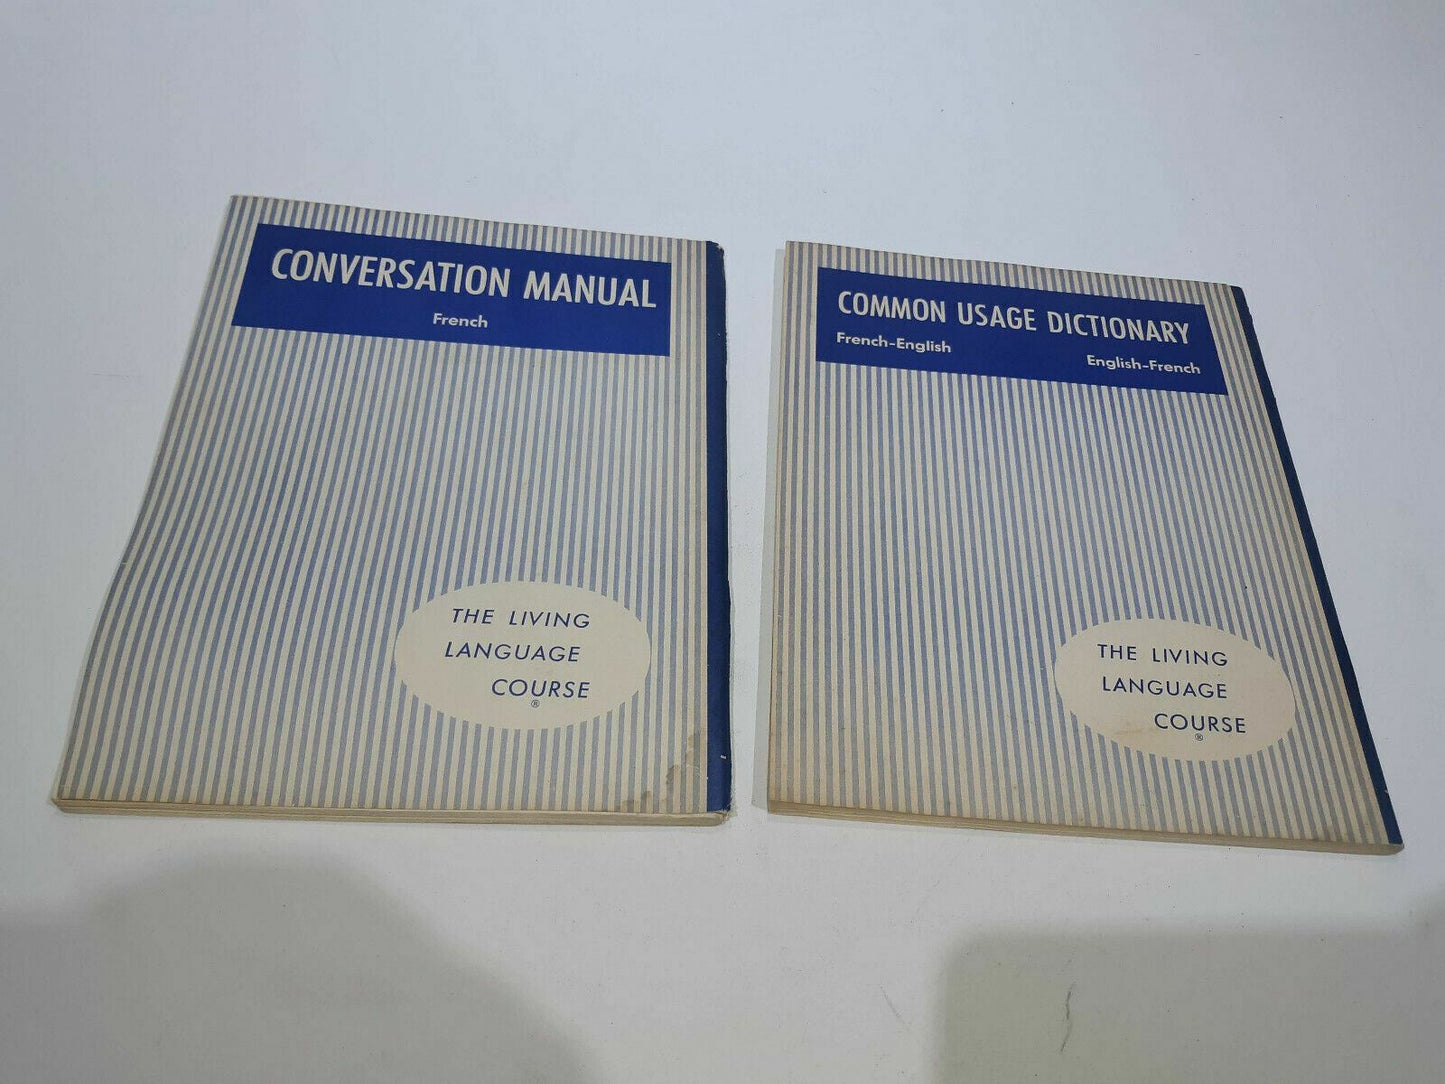 CONVERSATION MANUAL
French
THE LIVING
LANGUAGE
COURSE
®
COMMON USAGE DICTIONARY
French-English
English-French
THE LIVING
LANGUAGE
COURSE
®